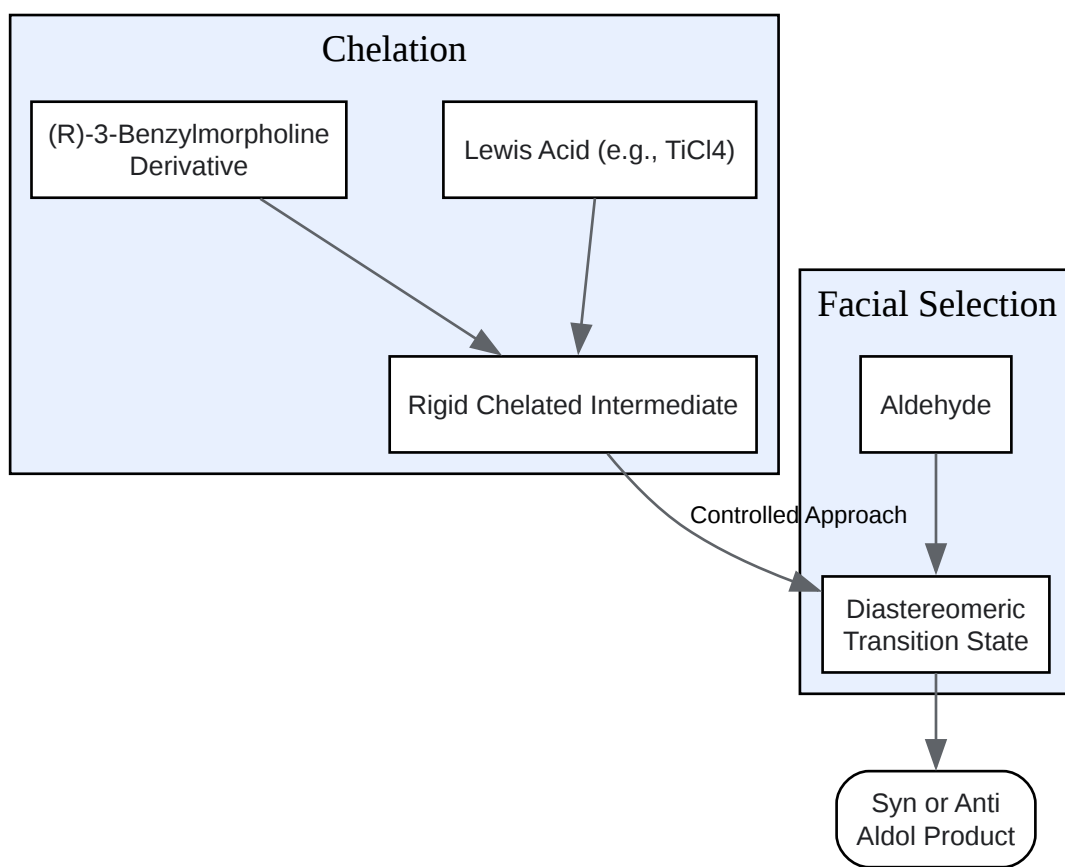 Chelation
(R)-3-Benzylmorpholine
Derivative
Lewis Acid (e.g., TiCl4)
Rigid Chelated Intermediate
Facial Selection
Aldehyde
Controlled Approach
Diastereomeric
Transition State
Syn or Anti
Aldol Product